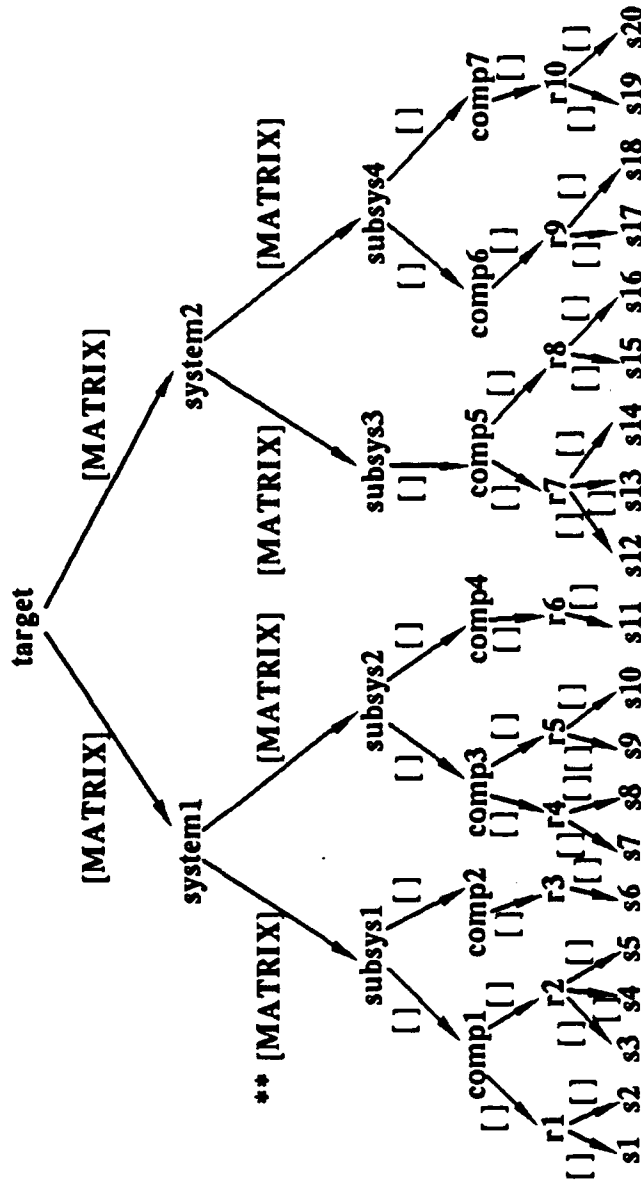 target
[MATRIX] [MATRIX]
system1 system2
** [MATRIX] [MATRIX] [MATRIX] [MATRIX]
subsys1 subsys2 subsys3 subsys4
[ ] [ ] [ ] [ ] [ ] [ ] [ ]
comp1 comp2 comp3 comp4 comp5 comp6 comp7
[ ] [ ] [ ] [ ] [ ] [ ] [ ] [ ] [ ] [ ]
r1 r2 r3 r4 r5 r6 r7 r8 r9 r10
[ ] [ ] [ ] [ ] [ ] [ ] [ ] [ ] [ ] [ ] [ ] [ ] [ ] [ ] [ ] [ ] [ ] [ ] [ ] [ ]
s1 s2 s3 s4 s5 s6 s7 s8 s9 s10 s11 s12 s13 s14 s15 s16 s17 s18 s19 s20